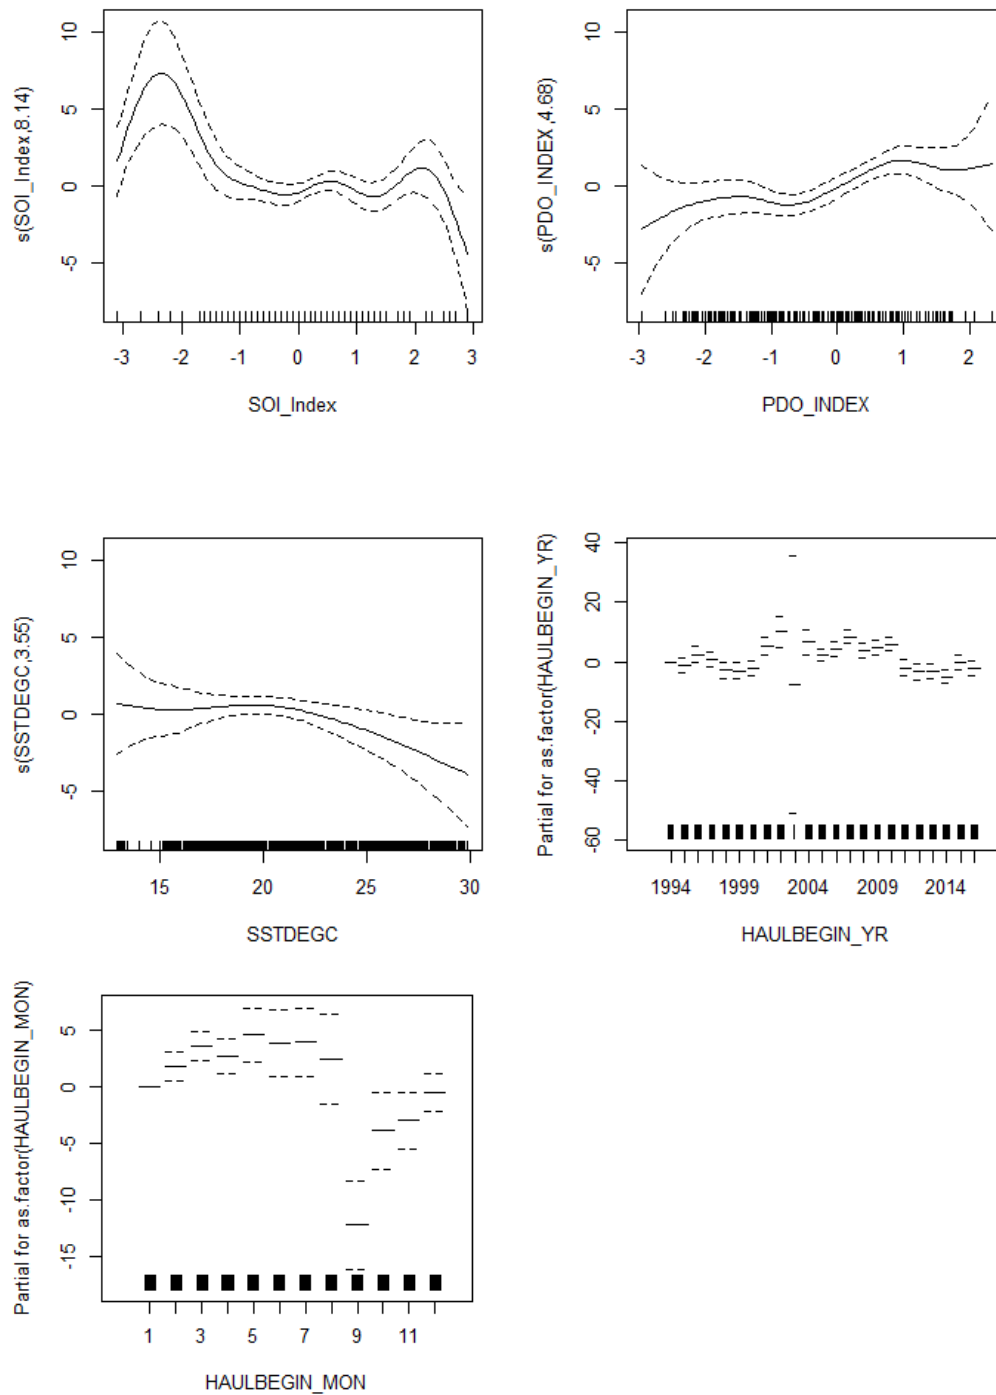 s(SOI_Index,8.14)
10
5
0
-5
-3 -2 -1 0 1 2 3
SOI_Index
s(PDO_INDEX,4.68)
10
5
0
-5
-3 -2 -1 0 1 2
PDO_INDEX
s(SSTDEGC,3.55)
10
5
0
-5
15 20 25 30
SSTDEGC
Partial for as.factor(HAULBEGIN_YR)
40
20
0
-20
-40
-60
1994 1999 2004 2009 2014
HAULBEGIN_YR
Partial for as.factor(HAULBEGIN_MON)
5
0
-5
-10
-15
1 3 5 7 9 11
HAULBEGIN_MON